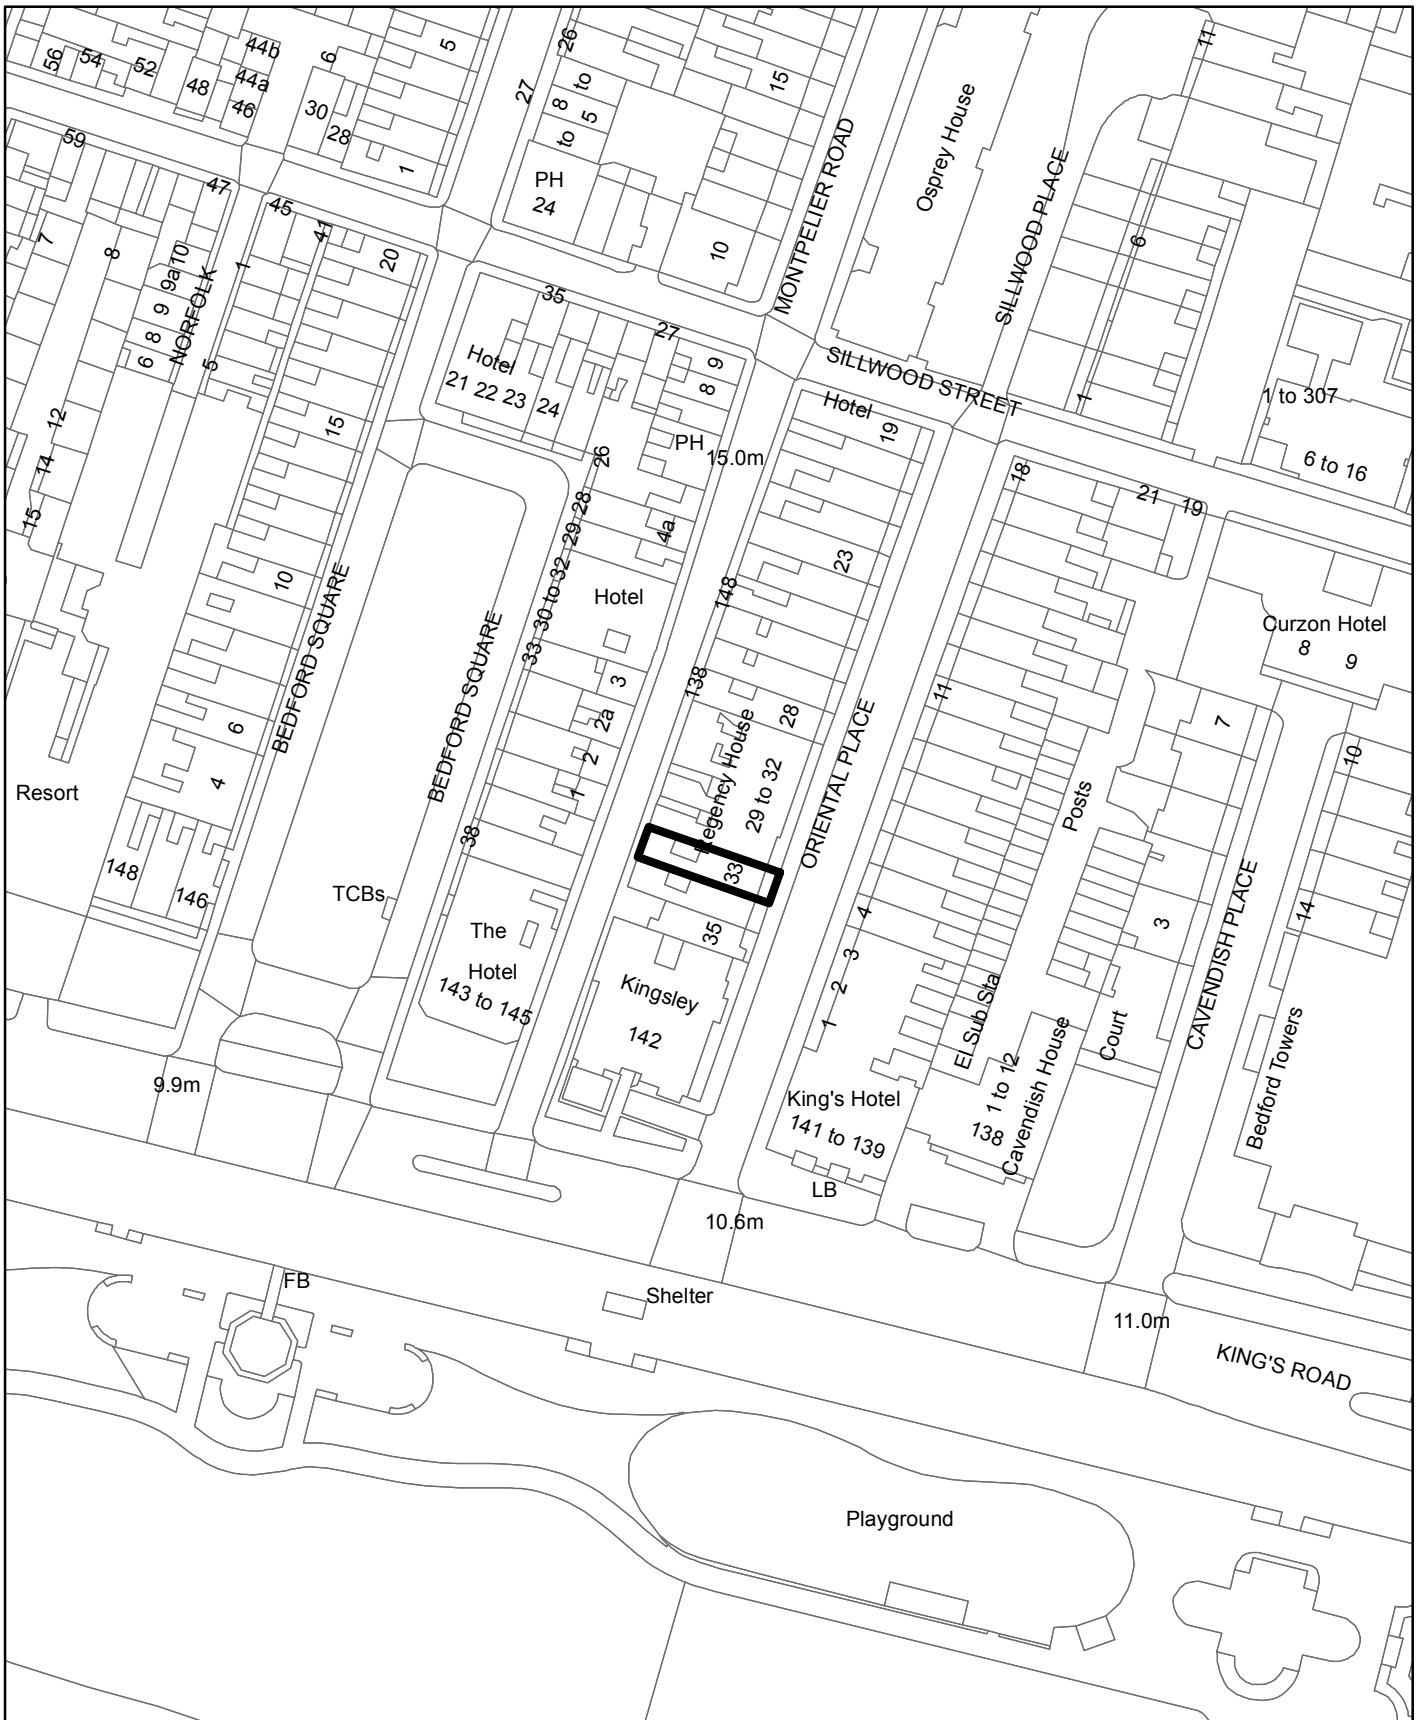 56
54
52
48
44b
44a
46
6
30
28
5
1
27
26
8 to
to 5
PH
24
15
10
MONTPELIER ROAD
Osprey House
SILLWOOD PLACE
11
6
1
59
47
45
41
20
7
8
10
9a
9
8
6
NORFOLK
1
5
12
14
15
15
10
6
4
Resort
148
146
BEDFORD SQUARE
BEDFORD SQUARE
35
27
Hotel
21 22 23
24
9
8
PH
15.0m
26
28
29
30 to 32
33
4a
Hotel
3
2a
2
1
38
TCBs
The
Hotel
143 to 145
SILLWOOD STREET
Hotel
19
23
148
138
28
Regency House
29 to 32
33
35
Kingsley
142
ORIENTAL PLACE
18
21
19
11
4
3
2
1
1 to 307
6 to 16
Curzon Hotel
8
9
7
10
Posts
3
14
CAVENDISH PLACE
El Sub Sta
Court
1 to 12
Cavendish House
138
King's Hotel
141 to 139
LB
Bedford Towers
9.9m
10.6m
11.0m
KING'S ROAD
FB
Shelter
Playground